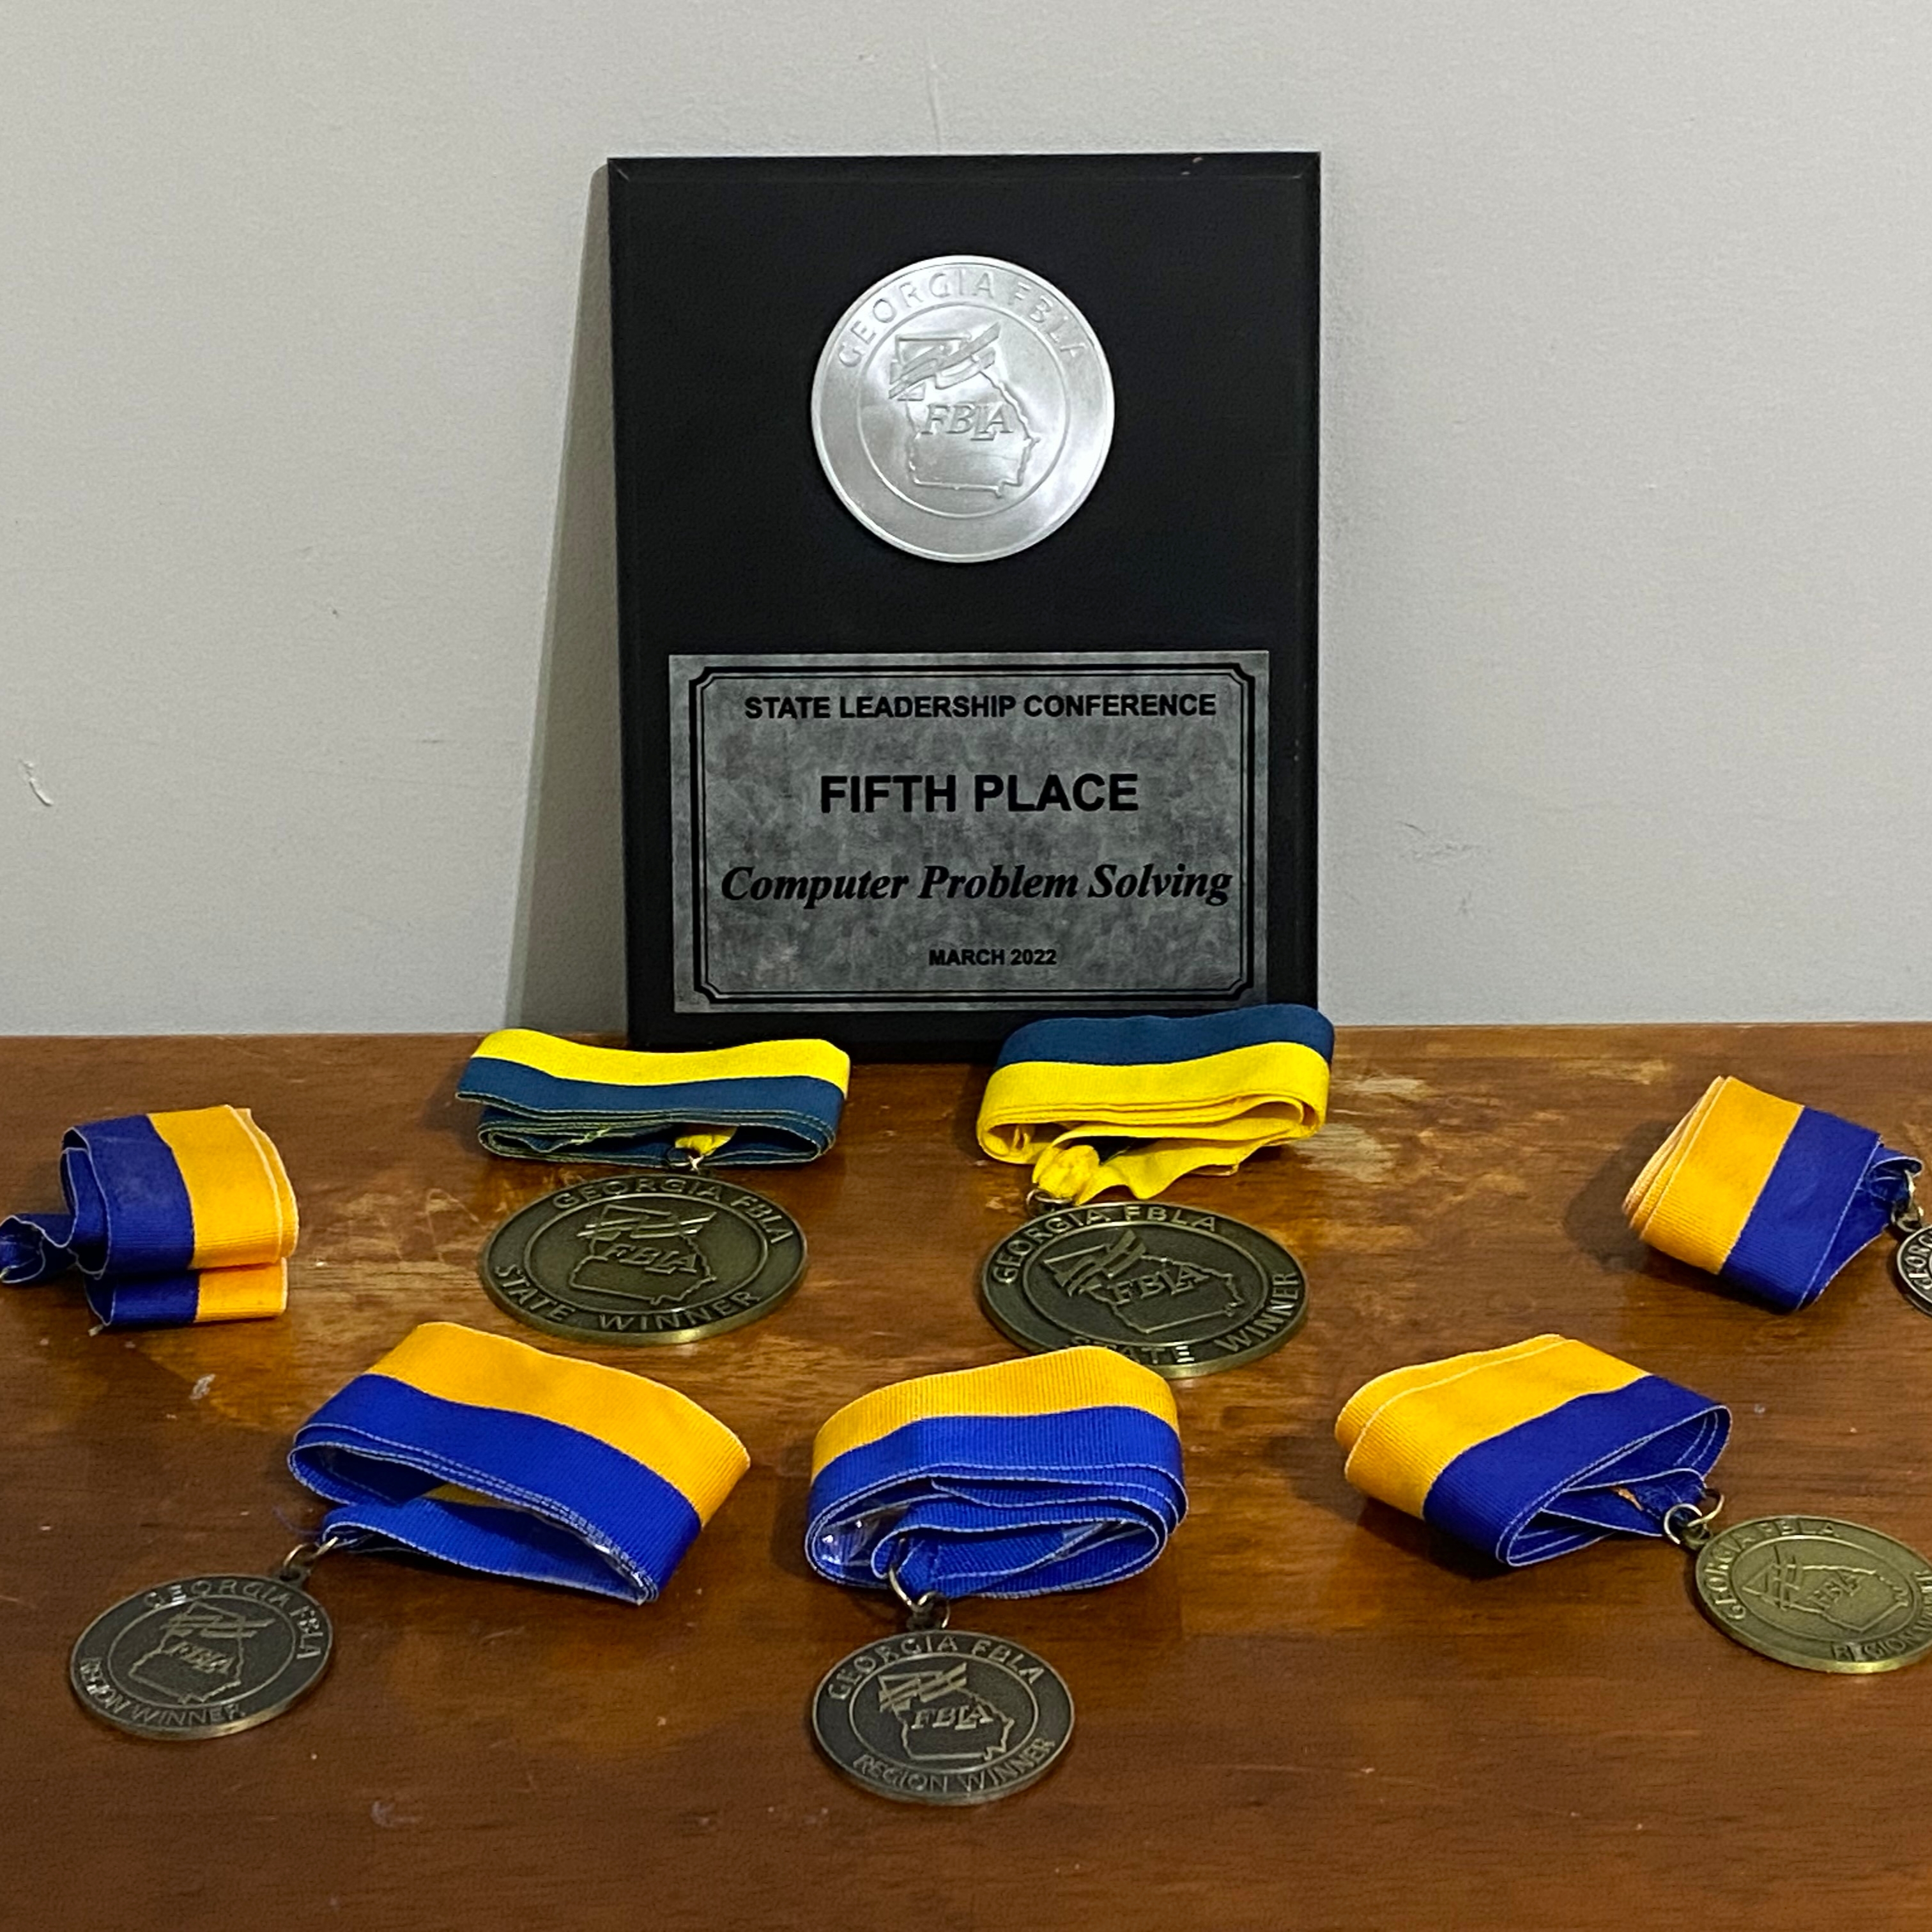 GEORGIA FBLA
FBLA
STATE LEADERSHIP CONFERENCE
FIFTH PLACE
Computer Problem Solving
MARCH 2022
GEORGIA FBLA
FBLA
STATE WINNER
GEORGIA FBLA
FBLA
STATE WINNER
GEORGIA FBLA
FBLA
REGION WINNER
GEORGIA FBLA
FBLA
REGION WINNER
GEORGIA FBLA
FBLA
REGION